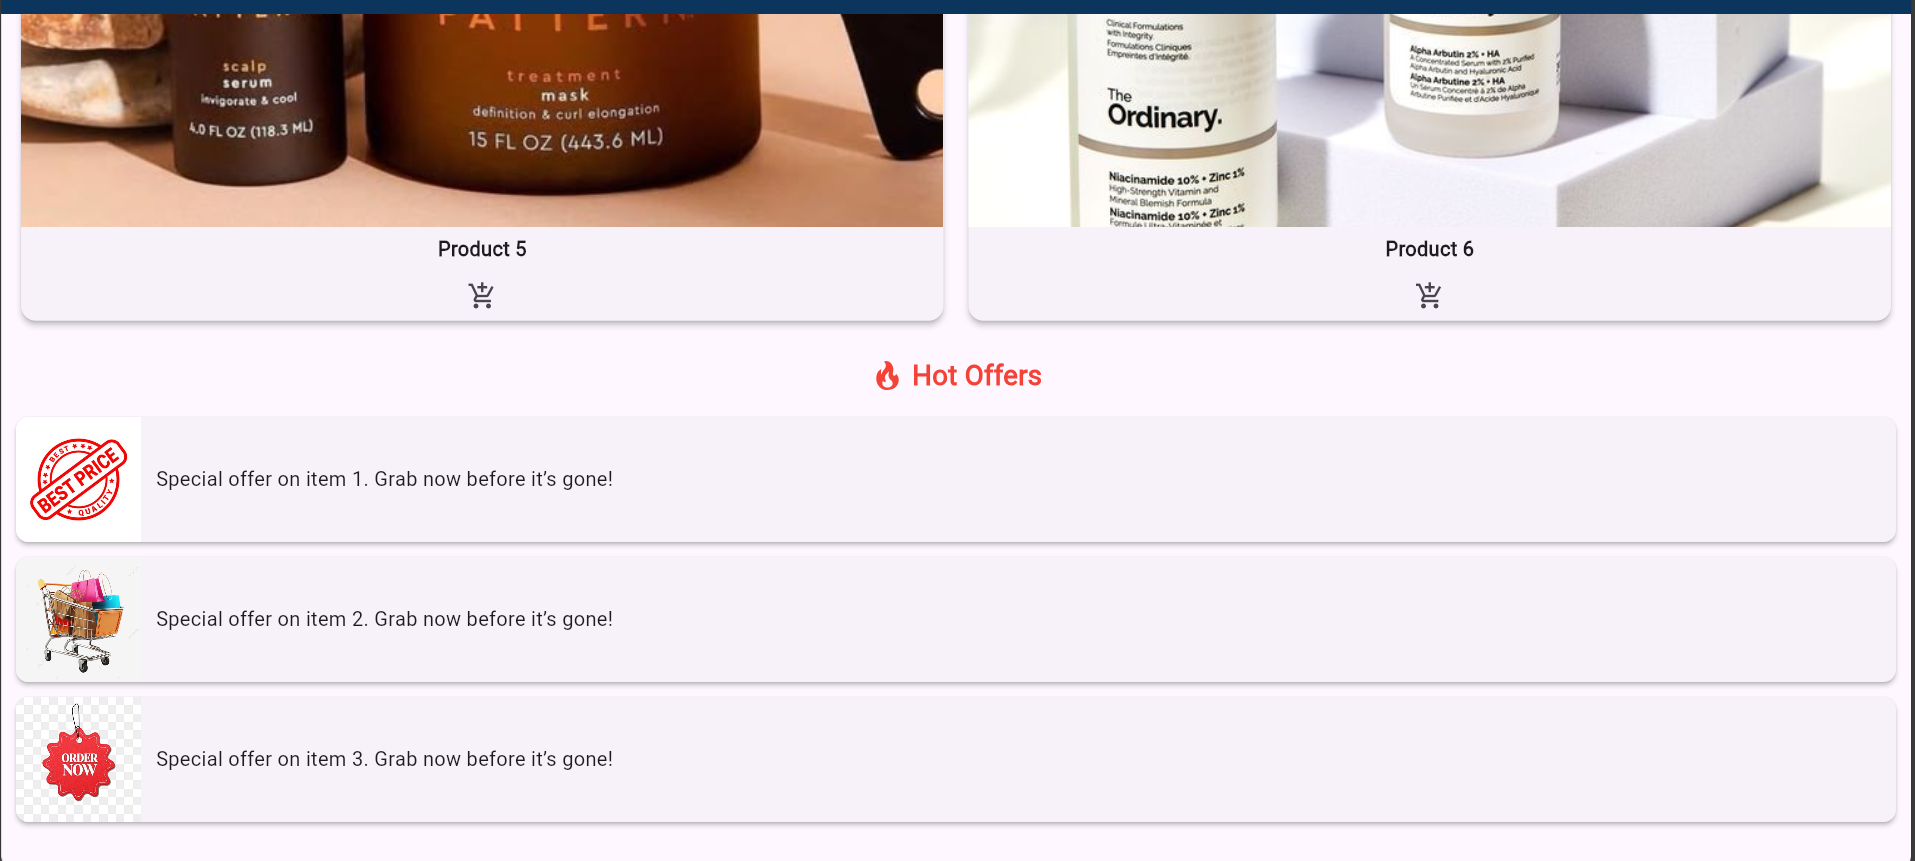 PATTERN
scalp
serum
invigorate & cool
4.0 FL OZ (118.3 ML)
treatment
mask
definition & curl elongation
15 FL OZ (443.6 ML)
Clinical Formulations
with Integrity.
Formulations Cliniques
Empreintes d'Intégrité.
The
Ordinary.
Niacinamide 10% + Zinc 1%
High-Strength Vitamin and
Mineral Blemish Formula
Niacinamide 10% + Zinc 1%
Formule Ultra-Vitaminée et
Alpha Arbutin 2% + HA
A Concentrated Serum with 2% Purified
Alpha Arbutin and Hyaluronic Acid
Alpha Arbutine 2% + HA
Un Serum Concentré à 2% de Alpha
Arbutine Purifiée et d'Acide Hyaluronique
Product 5
Product 6
Hot Offers
BEST
BEST PRICE
QUALITY
Special offer on item 1. Grab now before it’s gone!
Special offer on item 2. Grab now before it’s gone!
ORDER
NOW
Special offer on item 3. Grab now before it’s gone!